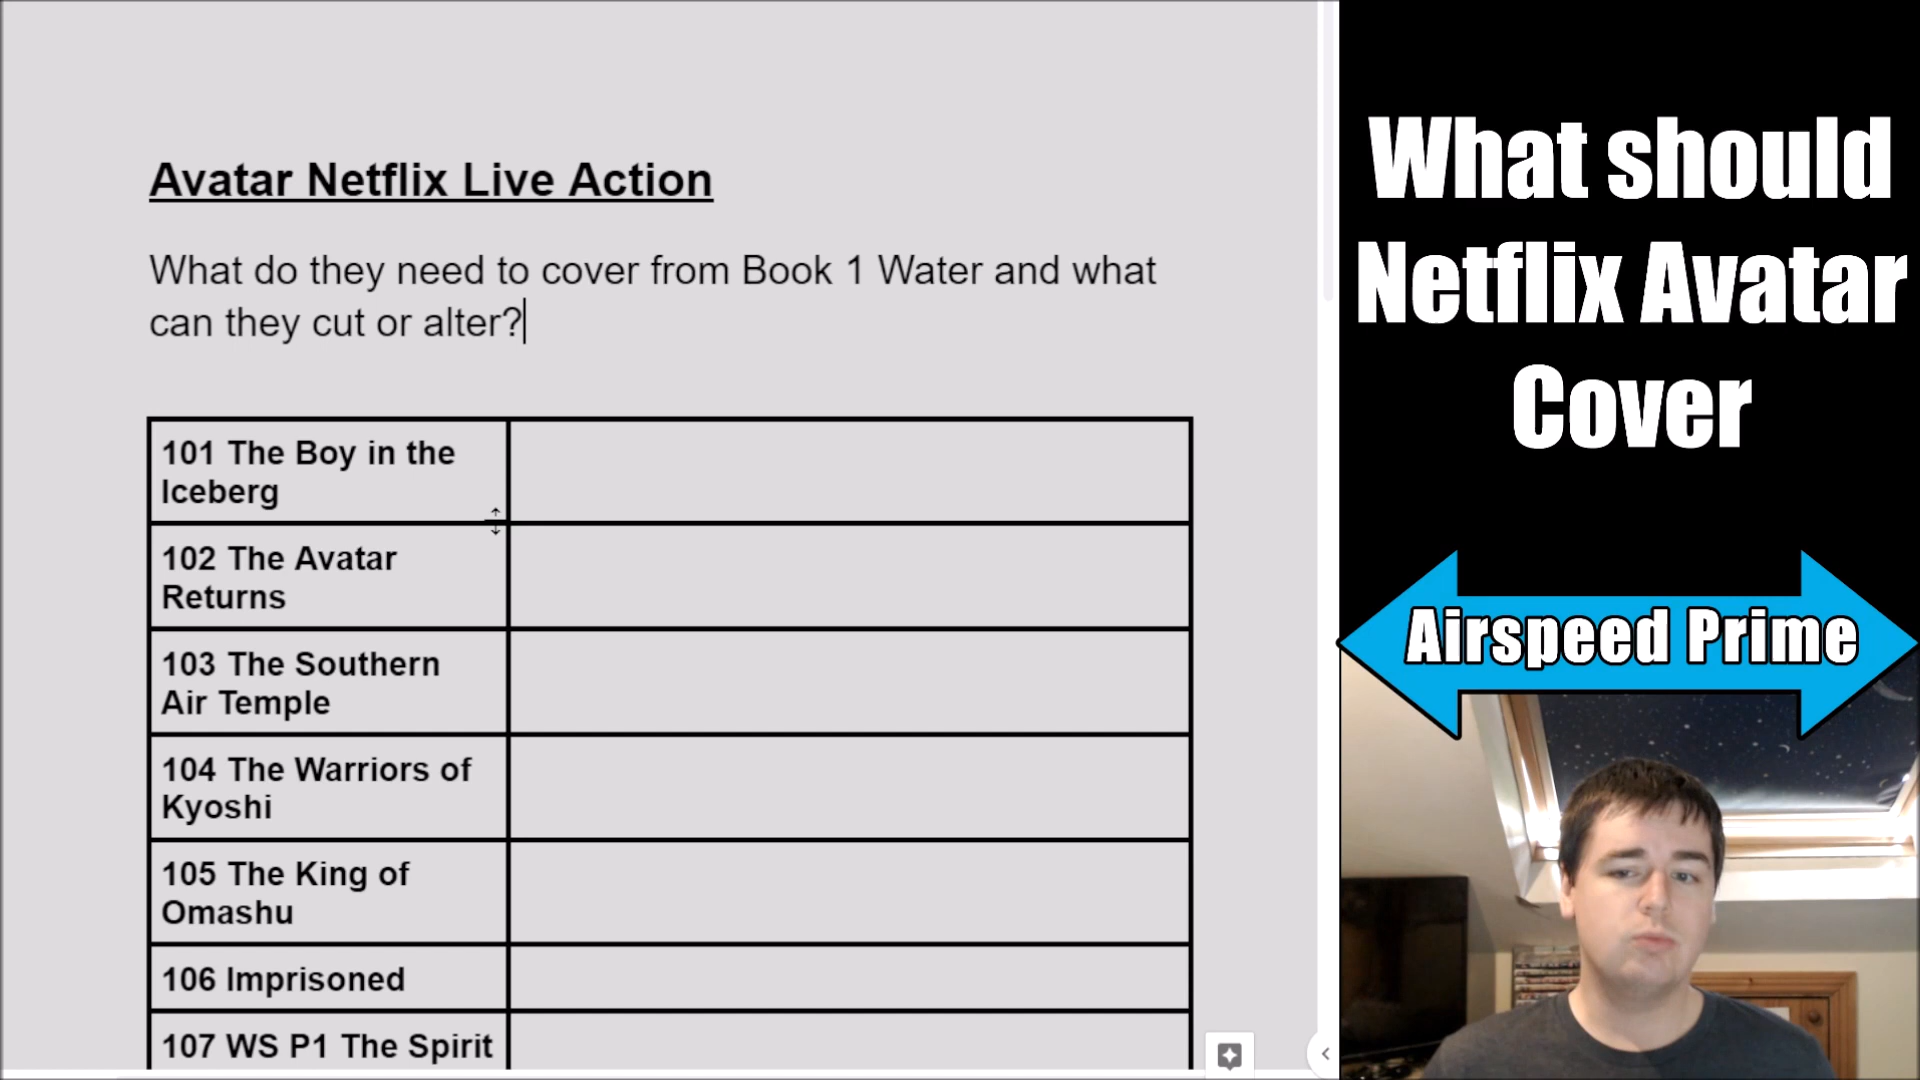 Avatar Netflix Live Action
What do they need to cover from Book 1 Water and what
can they cut or alter?
101 The Boy in the
Iceberg
102 The Avatar
Returns
103 The Southern
Air Temple
104 The Warriors of
Kyoshi
105 The King of
Omashu
106 Imprisoned
107 WS P1 The Spirit
What should
Netflix Avatar
Cover
Airspeed Prime